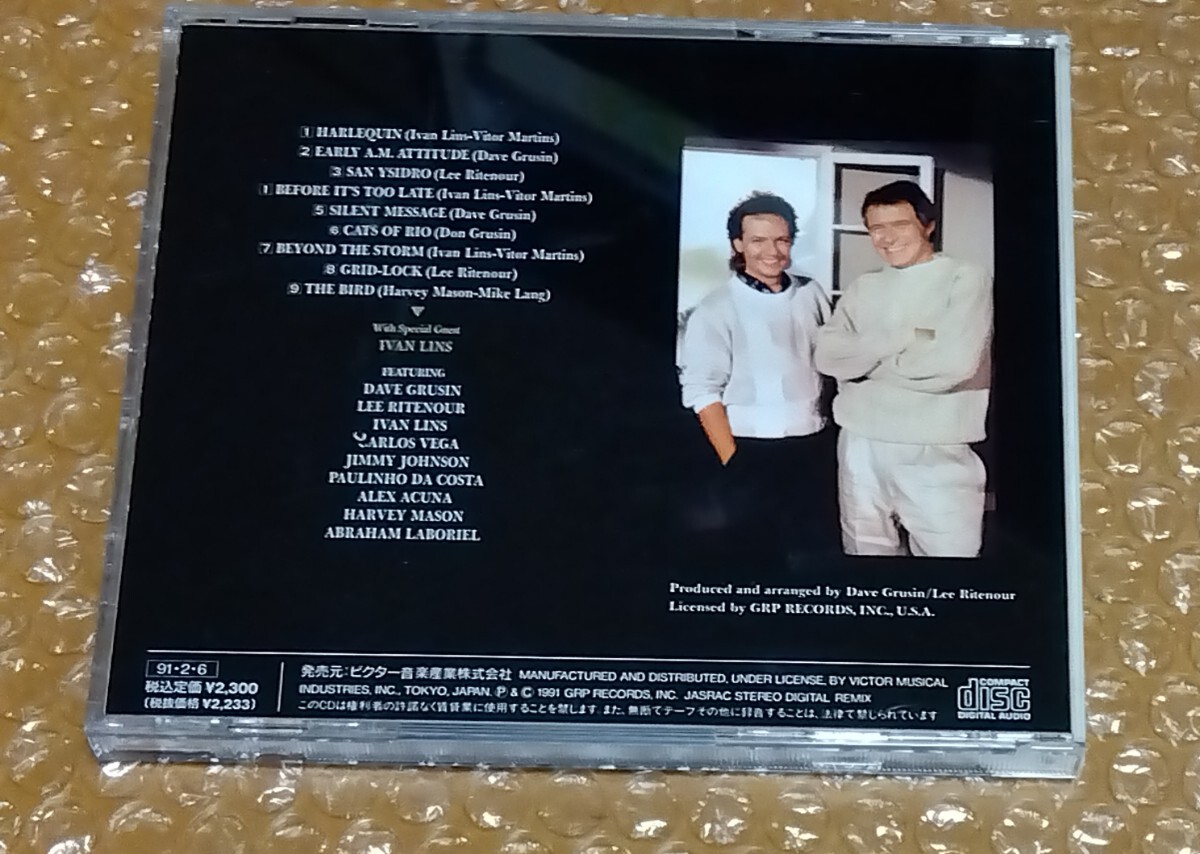 1 HARLEQUIN (Ivan Lins-Vitor Martins)
2 EARLY A.M. ATTITUDE (Dave Grusin)
3 SAN YSIDRO (Lee Ritenour)
BEFORE IT'S TOO LATE (Ivan Lins-Vitor Martins)
5 SILENT MESSAGE (Dave Grusin)
6 CATS OF RIO (Don Grusin)
7 BEYOND THE STORM (Ivan Lins-Vitor Martins)
8 GRID-LOCK (Lee Ritenour)
9 THE BIRD (Harvey Mason-Mike Lang)
With Special Guest
IVAN LINS
FEATURING
DAVE GRUSIN
LEE RITENOUR
IVAN LINS
CARLOS VEGA
JIMMY JOHNSON
PAULINHO DA COSTA
ALEX ACUNA
HARVEY MASON
ABRAHAM LABORIEL
Produced and arranged by Dave Grusin/Lee Ritenour
Licensed by GRP RECORDS, INC., U.S.A.
91・2・6
税込定価 ¥2,300
(税抜価格 ¥2,233)
発売元:ビクター音楽産業株式会社 MANUFACTURED AND DISTRIBUTED, UNDER LICENSE, BY VICTOR MUSICAL
INDUSTRIES, INC., TOKYO, JAPAN. Ⓟ & © 1991 GRP RECORDS, INC. JASRAC STEREO DIGITAL REMIX
このCDは権利者の許諾なく賃貸業に使用することを禁じます。また、無断でテープその他に録音することは、法律で禁じられています
COMPACT
disc
DIGITAL AUDIO